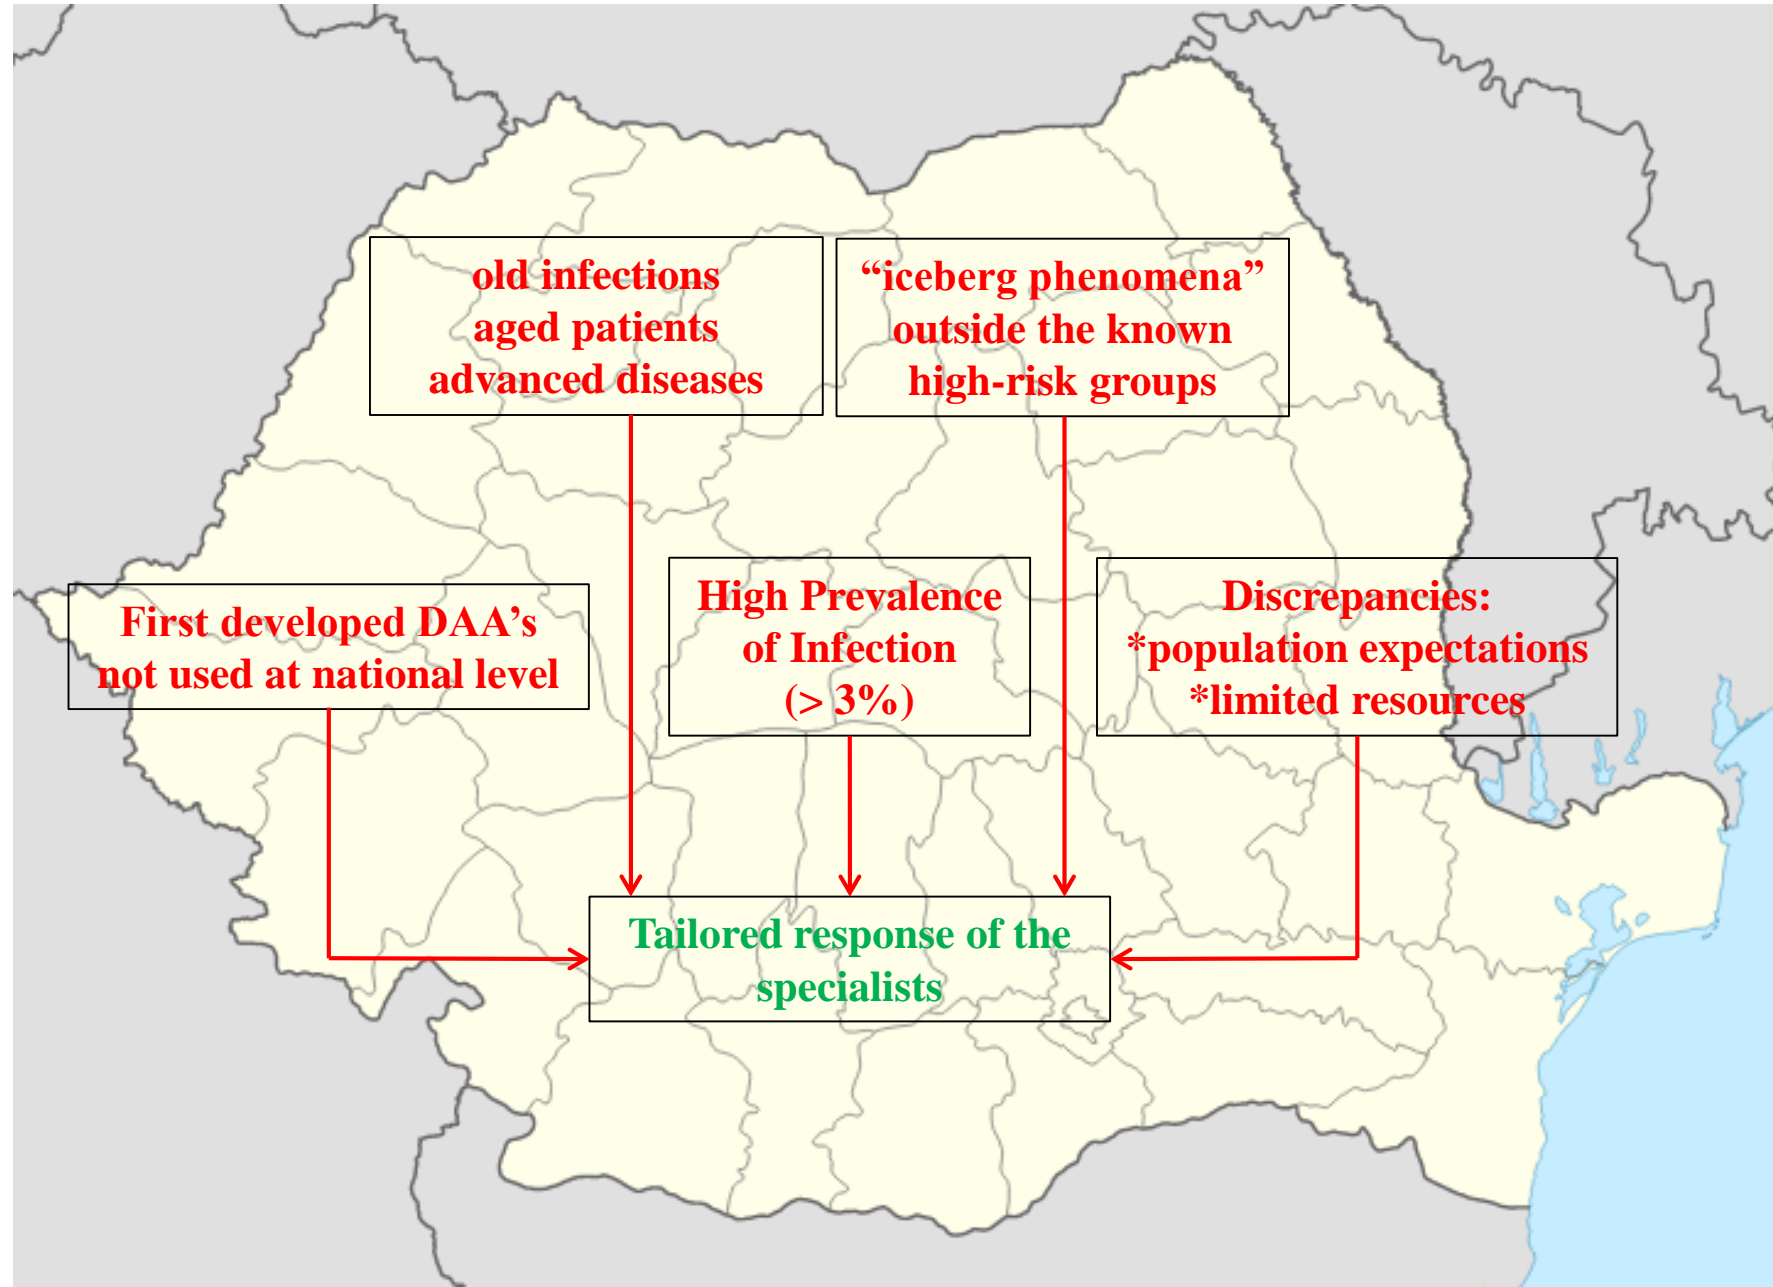 old infections
aged patients
advanced diseases
“iceberg phenomena”
outside the known
high-risk groups
First developed DAA’s
not used at national level
High Prevalence
of Infection
(> 3%)
Discrepancies:
*population expectations
*limited resources
Tailored response of the
specialists